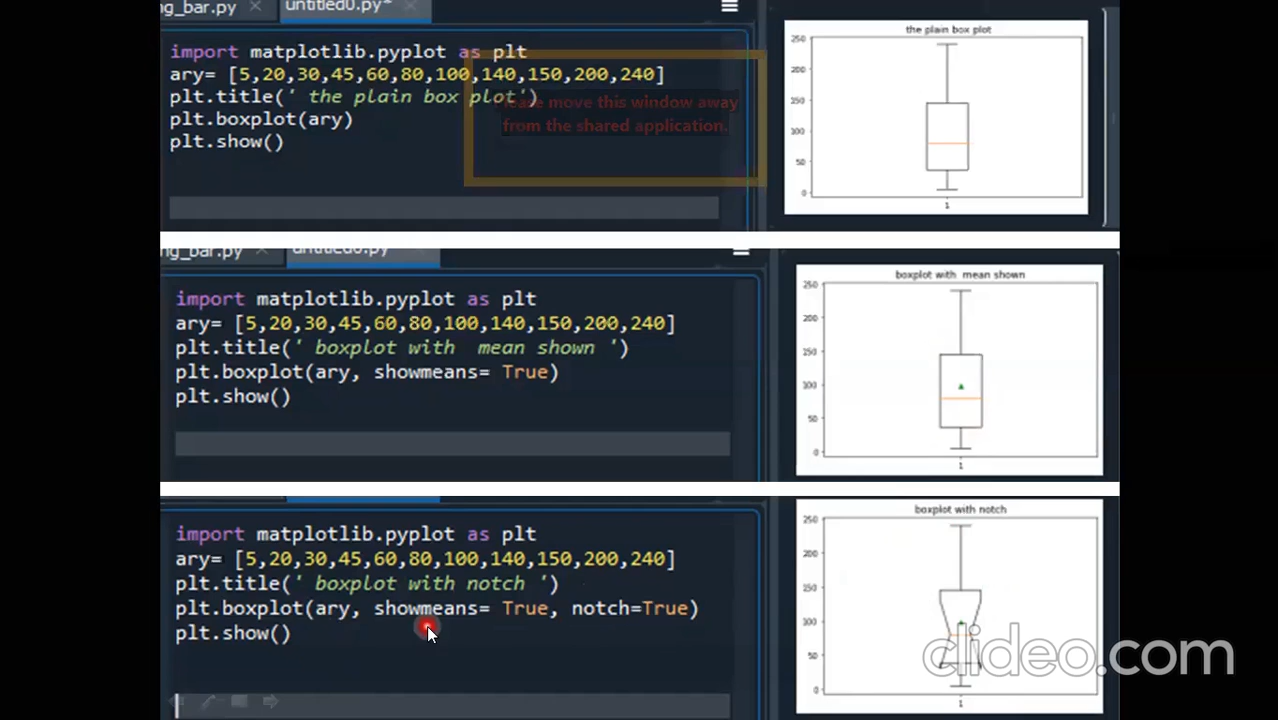 ng_bar.py
untitled0.py*
import matplotlib.pyplot as plt
ary= [5,20,30,45,60,80,100,140,150,200,240]
plt.title(' the plain box plot')
plt.boxplot(ary)
plt.show()
Please move this window away
from the shared application.
the plain box plot
250
200
150
100
50
0
1
ng_bar.py
untitled0.py
import matplotlib.pyplot as plt
ary= [5,20,30,45,60,80,100,140,150,200,240]
plt.title(' boxplot with  mean shown ')
plt.boxplot(ary, showmeans= True)
plt.show()
boxplot with  mean shown
250
200
150
100
50
0
1
import matplotlib.pyplot as plt
ary= [5,20,30,45,60,80,100,140,150,200,240]
plt.title(' boxplot with notch ')
plt.boxplot(ary, showmeans= True, notch=True)
plt.show()
boxplot with notch
250
200
150
100
50
0
1
clideo.com